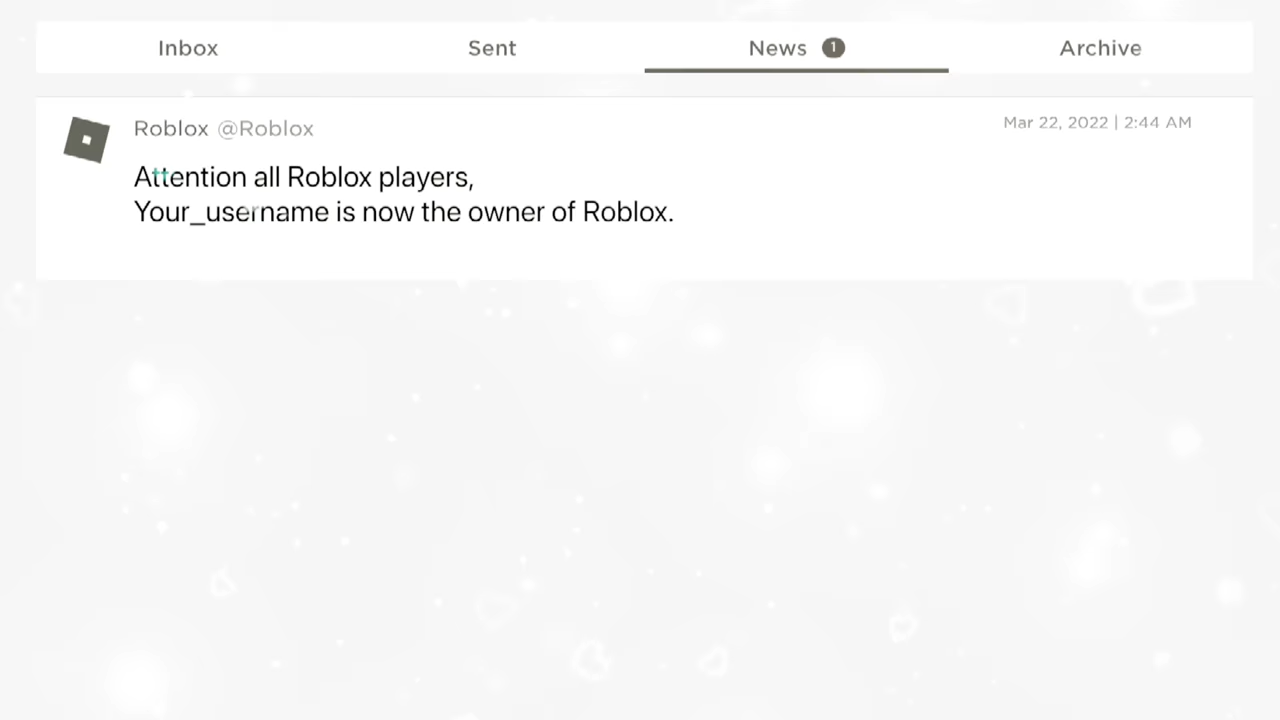 Inbox Sent News 1 Archive
Roblox @Roblox Mar 22, 2022 | 2:44 AM
Attention all Roblox players,
Your_username is now the owner of Roblox.